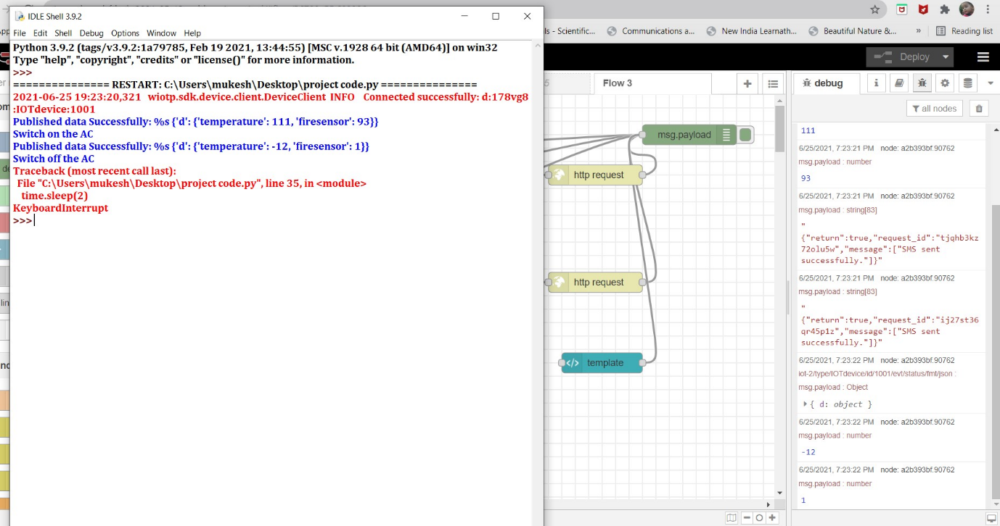 IDLE Shell 3.9.2
File Edit Shell Debug Options Window Help
Python 3.9.2 (tags/v3.9.2:1a79785, Feb 19 2021, 13:44:55) [MSC v.1928 64 bit (AMD64)] on win32
Type "help", "copyright", "credits" or "license()" for more information.
>>>
=============== RESTART: C:\Users\mukesh\Desktop\project code.py ===============
2021-06-25 19:23:20,321 wiotp.sdk.device.client.DeviceClient INFO Connected successfully: d:178vg8
:IOTdevice:1001
Published data Successfully: %s {'d': {'temperature': 111, 'firesensor': 93}}
Switch on the AC
Published data Successfully: %s {'d': {'temperature': -12, 'firesensor': 1}}
Switch off the AC
Traceback (most recent call last):
File "C:\Users\mukesh\Desktop\project code.py", line 35, in <module>
time.sleep(2)
KeyboardInterrupt
>>>
ls - Scientific...
Communications a...
New India Learnath...
Beautiful Nature &...
»
Reading list
Deploy
5
Flow 3
msg.payload
http request
http request
template
debug
all nodes
111
6/25/2021, 7:23:21 PM node: a2b393bf.90762
msg.payload : number
93
6/25/2021, 7:23:21 PM node: a2b393bf.90762
msg.payload : string[83]
"
{"return":true,"request_id":"tjqhb3kz
72olu5w","message":["SMS sent
successfully."]}"
6/25/2021, 7:23:21 PM node: a2b393bf.90762
msg.payload : string[83]
"
{"return":true,"request_id":"ij27st36
qr45p1z","message":["SMS sent
successfully."]}"
6/25/2021, 7:23:22 PM node: a2b393bf.90762
iot-2/type/IOTdevice/id/1001/evt/status/fmt/json :
msg.payload : Object
{ d: object }
6/25/2021, 7:23:22 PM node: a2b393bf.90762
msg.payload : number
-12
6/25/2021, 7:23:22 PM node: a2b393bf.90762
msg.payload : number
1